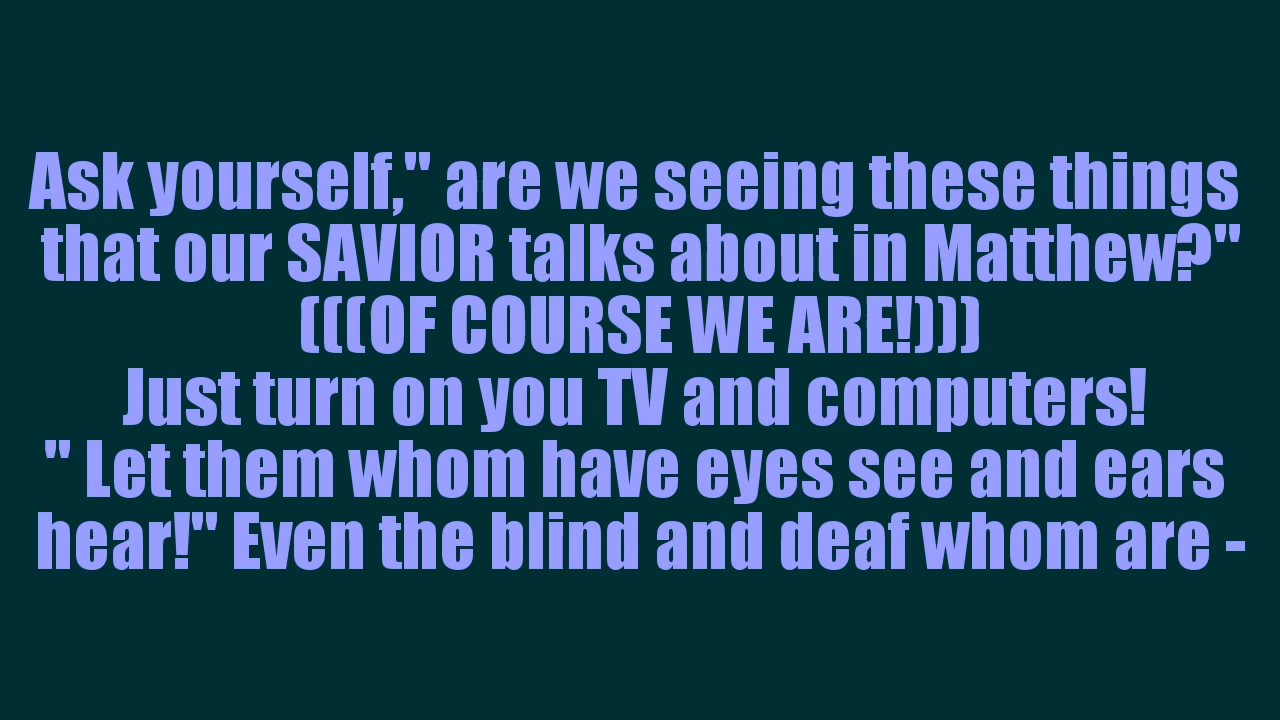 Ask yourself," are we seeing these things
that our SAVIOR talks about in Matthew?"
(((OF COURSE WE ARE!)))
Just turn on you TV and computers!
" Let them whom have eyes see and ears
hear!" Even the blind and deaf whom are -